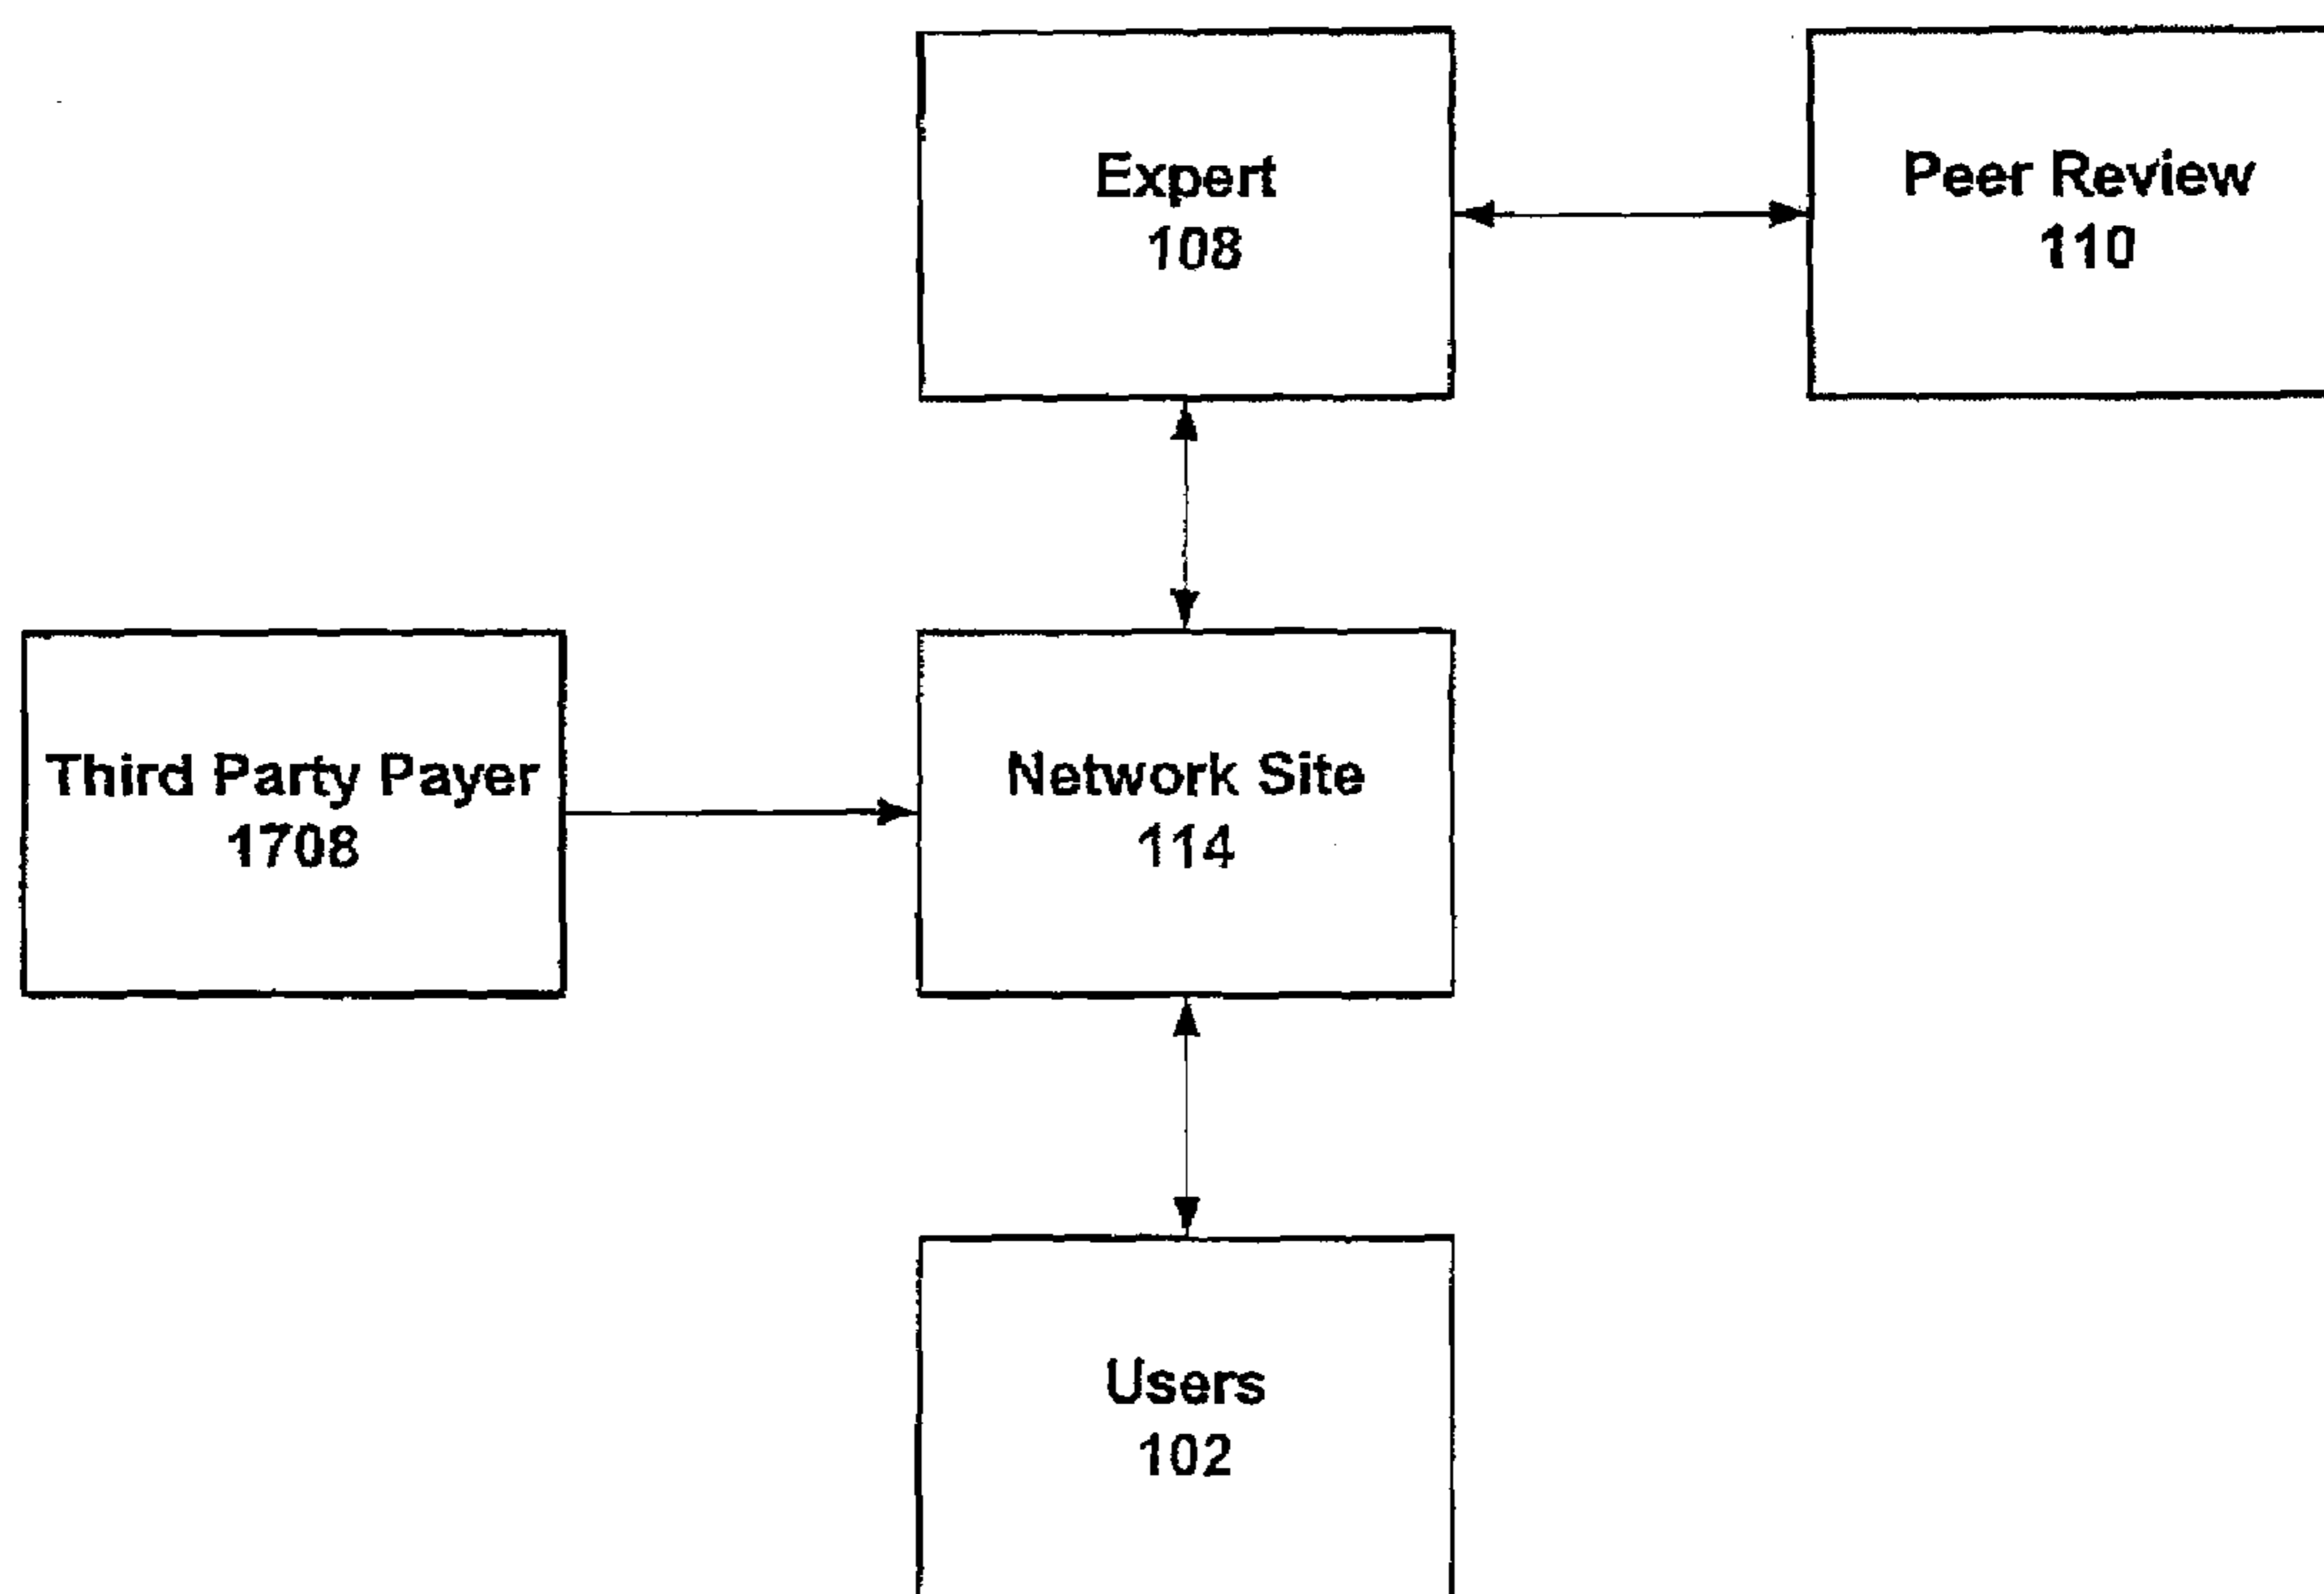 Expert
108
Peer Review
110
Third Party Payer
1708
Network Site
114
Users
102